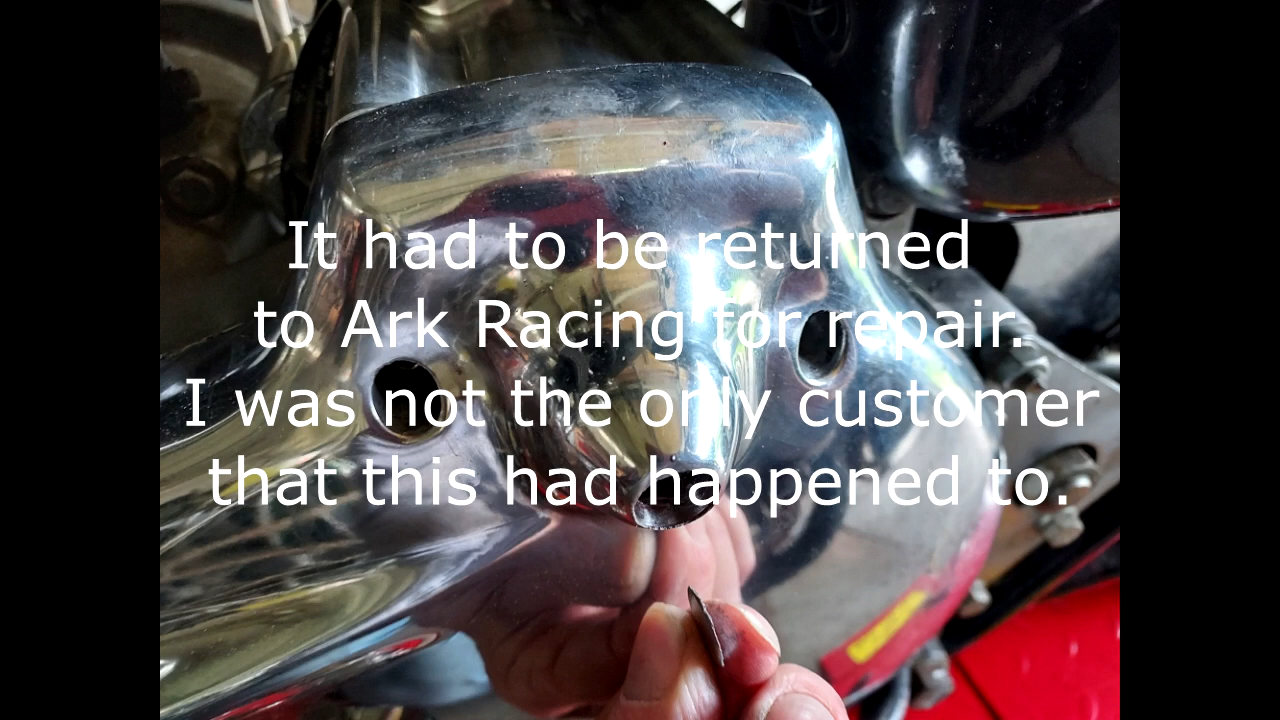 It had to be returned
to Ark Racing for repair.
I was not the only customer
that this had happened to.